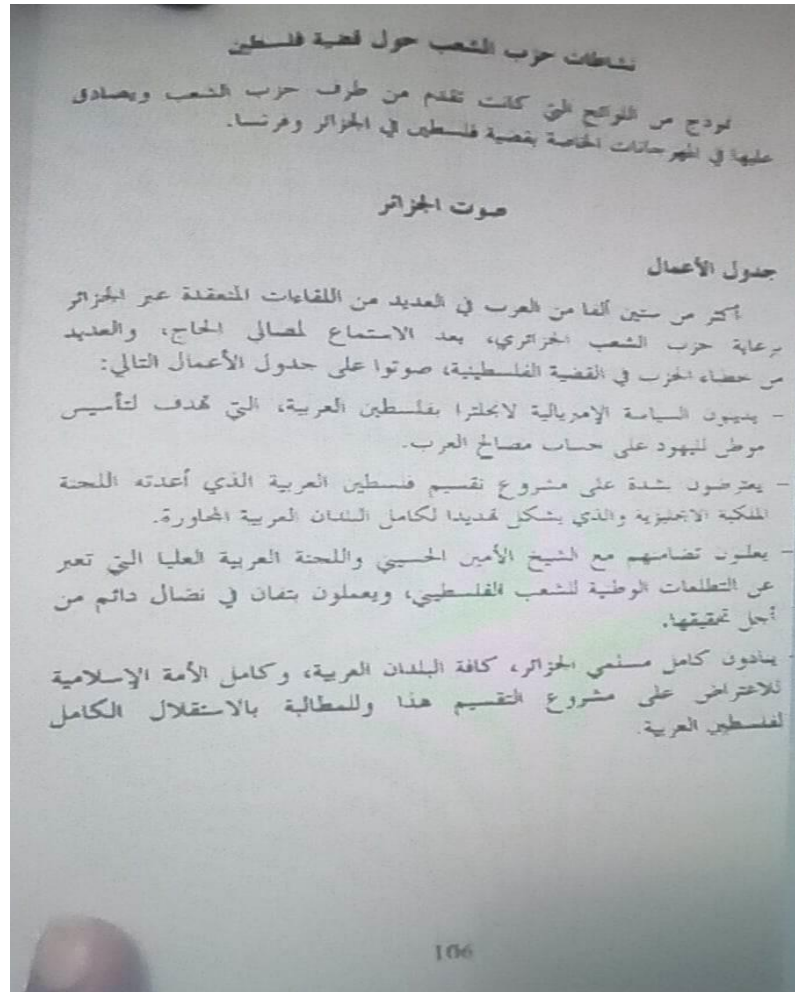 نشاطات حزب الشعب حول قضية فلسطين
نموذج من اللوائح التي كانت تقدم من طرف حزب الشعب ويصادق
عليها في المهرجانات الخاصة بقضية فلسطين في الجزائر وفرنسا.
صوت الجزائر
جدول الأعمال
أكثر من ستين ألفا من العرب في العديد من اللقاءات المنعقدة عبر الجزائر
برعاية حزب الشعب الجزائري، بعد الاستماع لمصالي الحاج، والعديد
من خطباء الحزب في القضية الفلسطينية، صوتوا على جدول الأعمال التالي:
- يدينون السياسة الإمبريالية لانجلترا بفلسطين العربية، التي تهدف لتأسيس
موطن لليهود على حساب مصالح العرب.
- يعترضون بشدة على مشروع تقسيم فلسطين العربية الذي أعدته اللجنة
الملكية الانجليزية والذي يشكل تهديدا لكامل البلدان العربية المجاورة.
- يعلنون تضامنهم مع الشيخ الأمين الحسيني واللجنة العربية العليا التي تعبر
عن التطلعات الوطنية للشعب الفلسطيني، ويعملون بتفان في نضال دائم من
أجل تحقيقها.
- ينادون كامل مسلمي الجزائر، كافة البلدان العربية، وكامل الأمة الإسلامية
للاعتراض على مشروع التقسيم هذا وللمطالبة بالاستقلال الكامل
لفلسطين العربية.
106